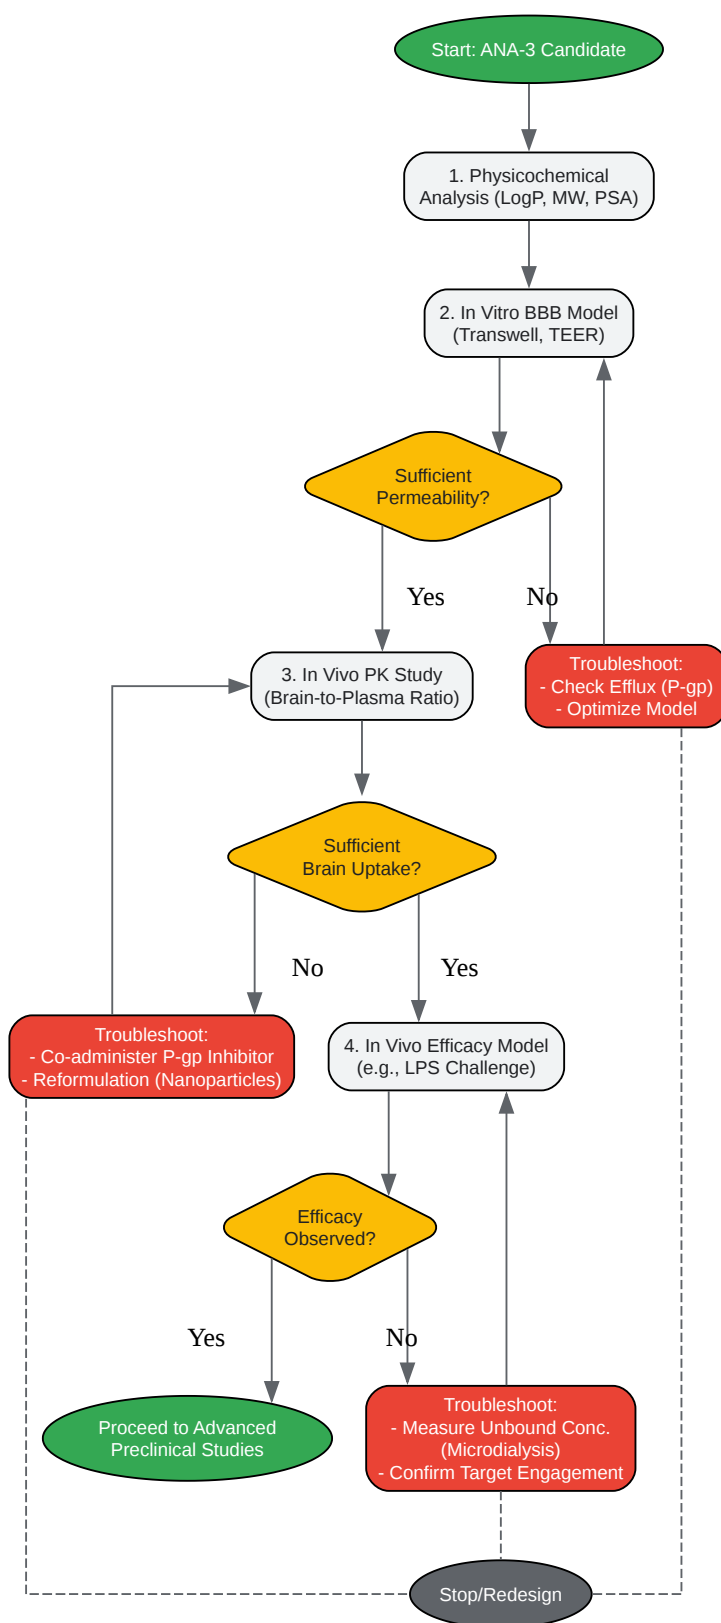 Start: ANA-3 Candidate
1. Physicochemical
Analysis (LogP, MW, PSA)
2. In Vitro BBB Model
(Transwell, TEER)
Sufficient
Permeability?
Yes
No
3. In Vivo PK Study
(Brain-to-Plasma Ratio)
Troubleshoot:
- Check Efflux (P-gp)
- Optimize Model
Sufficient
Brain Uptake?
No
Yes
Troubleshoot:
- Co-administer P-gp Inhibitor
- Reformulation (Nanoparticles)
4. In Vivo Efficacy Model
(e.g., LPS Challenge)
Efficacy
Observed?
Yes
No
Proceed to Advanced
Preclinical Studies
Troubleshoot:
- Measure Unbound Conc.
(Microdialysis)
- Confirm Target Engagement
Stop/Redesign